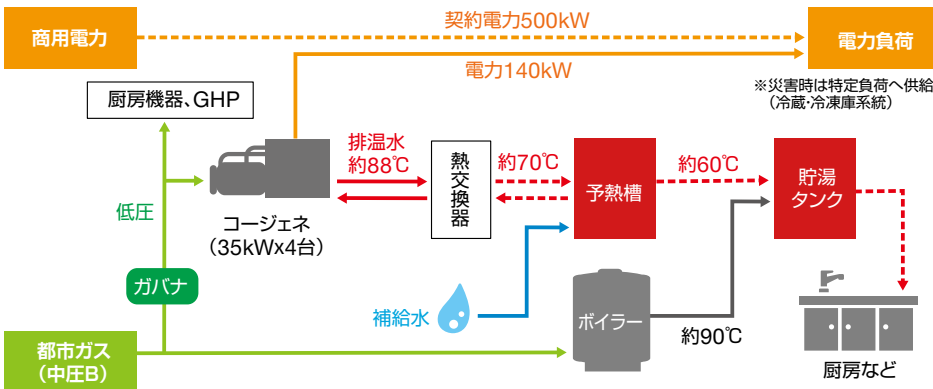 商用電力
契約電力500kW
電力負荷
電力140kW
※災害時は特定負荷へ供給
（冷蔵・冷凍庫系統）
厨房機器、GHP
排温水
約88℃
熱交換器
約70℃
予熱槽
約60℃
貯湯
タンク
低圧
コージェネ
（35kWx4台）
ガバナ
補給水
ボイラー
約90℃
都市ガス
（中圧B）
厨房など